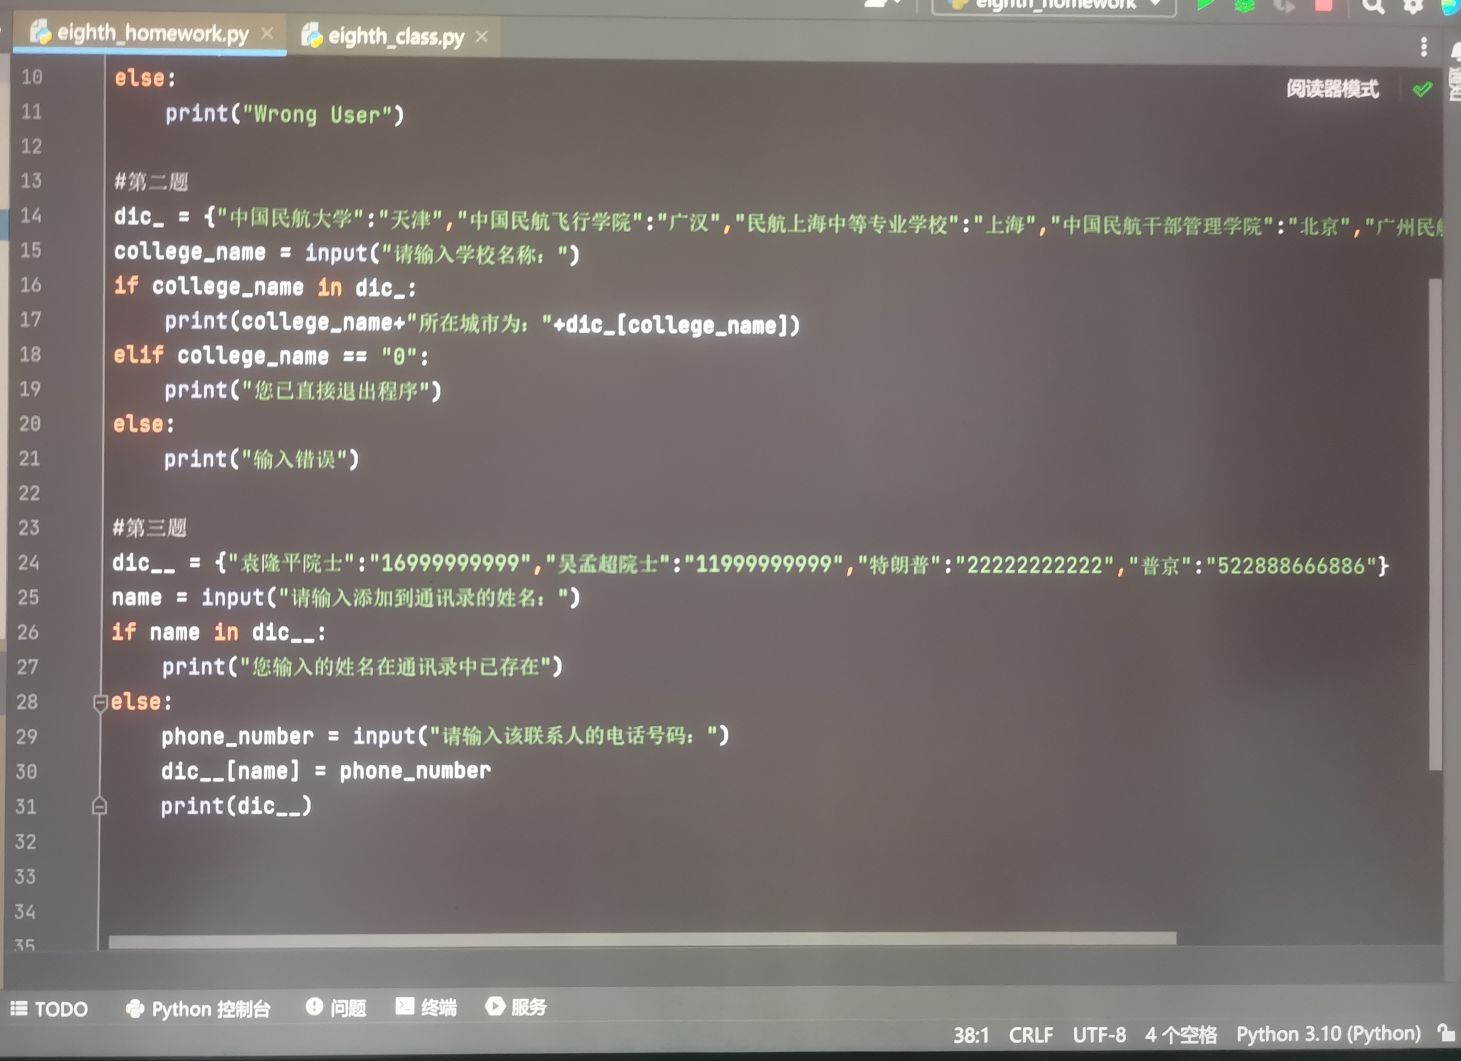 eighth_homework
eighth_homework.py × eighth_class.py ×
阅读器模式
10 else:
11     print("Wrong User")
12
13 #第二题
14 dic_ = {"中国民航大学":"天津","中国民航飞行学院":"广汉","民航上海中等专业学校":"上海","中国民航干部管理学院":"北京","广州民航
15 college_name = input("请输入学校名称：")
16 if college_name in dic_:
17     print(college_name+"所在城市为："+dic_[college_name])
18 elif college_name == "0":
19     print("您已直接退出程序")
20 else:
21     print("输入错误")
22
23 #第三题
24 dic__ = {"袁隆平院士":"16999999999","吴孟超院士":"11999999999","特朗普":"22222222222","普京":"522888666886"}
25 name = input("请输入添加到通讯录的姓名：")
26 if name in dic__:
27     print("您输入的姓名在通讯录中已存在")
28 else:
29     phone_number = input("请输入该联系人的电话号码：")
30     dic__[name] = phone_number
31     print(dic__)
32
33
34
35
TODO Python 控制台 问题 终端 服务
38:1 CRLF UTF-8 4 个空格 Python 3.10 (Python)